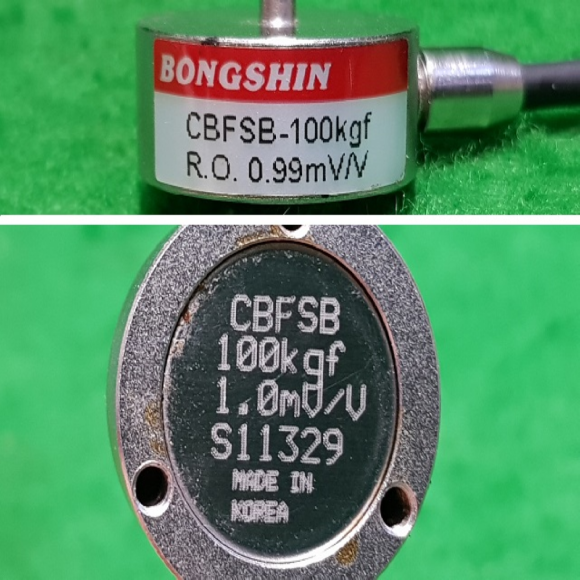 BONGSHIN
CBFSB-100kgf
R.O. 0.99mV/V
CBFSB
100kgf
1.0mV/V
S11329
MADE IN
KOREA